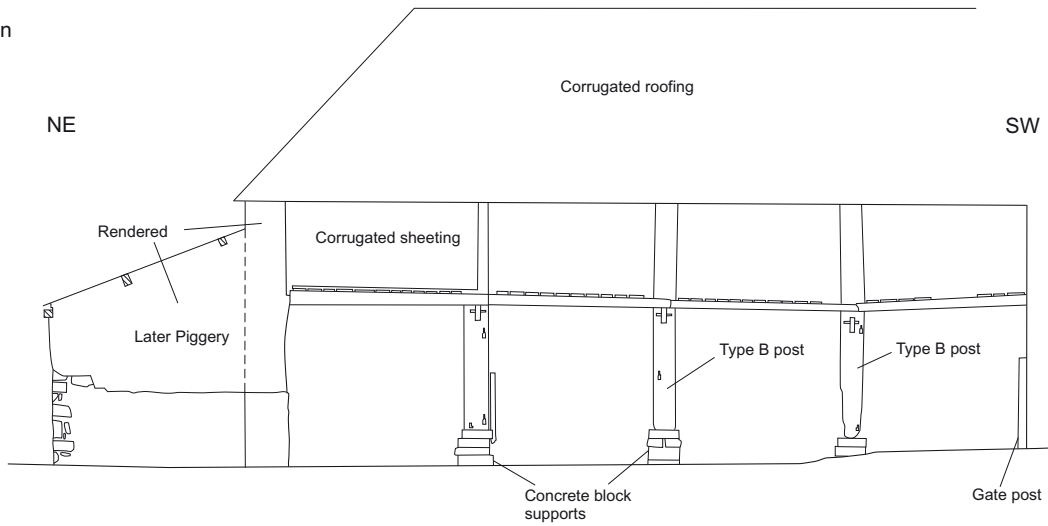 n
NE
Corrugated roofing
SW
Rendered
Corrugated sheeting
Later Piggery
Type B post
Type B post
Concrete block
supports
Gate post